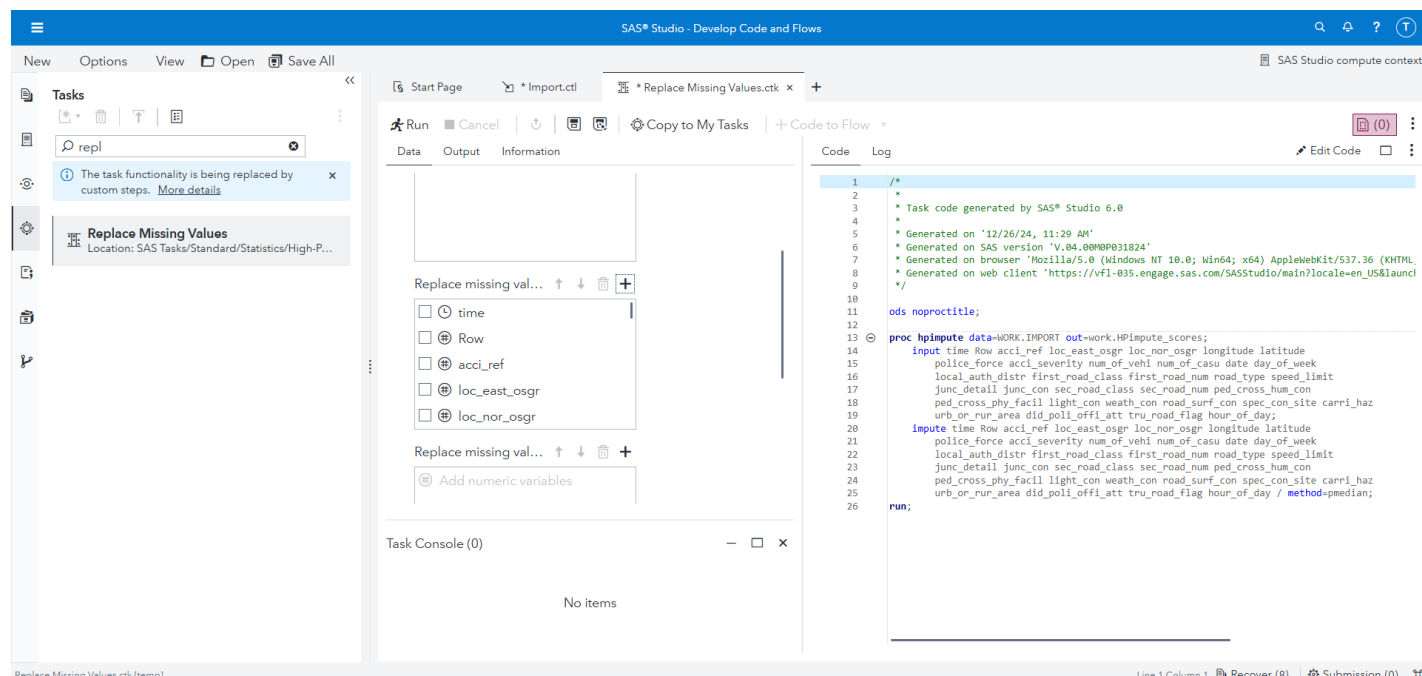 SAS® Studio - Develop Code and Flows
T
New Options View Open Save All
SAS Studio compute context
Tasks
repl
The task functionality is being replaced by
custom steps. More details
Replace Missing Values
Location: SAS Tasks/Standard/Statistics/High-P...
Start Page
* Import.ctl
* Replace Missing Values.ctk
Run Cancel Copy to My Tasks Code to Flow
(0)
Data Output Information
Replace missing val...
time
Row
acci_ref
loc_east_osgr
loc_nor_osgr
Replace missing val...
Add numeric variables
Task Console (0)
No items
Code Log
Edit Code
1 /*
2 *
3 * Task code generated by SAS® Studio 6.0
4 *
5 * Generated on '12/26/24, 11:29 AM'
6 * Generated on SAS version 'V.04.00M0P031824'
7 * Generated on browser 'Mozilla/5.0 (Windows NT 10.0; Win64; x64) AppleWebKit/537.36 (KHTML,
8 * Generated on web client 'https://vfl-035.engage.sas.com/SASStudio/main?locale=en_US&launch
9 */
10
11 ods noproctitle;
12
13 proc hpimpute data=WORK.IMPORT out=work.HPimpute_scores;
14 input time Row acci_ref loc_east_osgr loc_nor_osgr longitude latitude
15 police_force acci_severity num_of_vehi num_of_casu date day_of_week
16 local_auth_distr first_road_class first_road_num road_type speed_limit
17 junc_detail junc_con sec_road_class sec_road_num ped_cross_hum_con
18 ped_cross_phy_facil light_con weath_con road_surf_con spec_con_site carri_haz
19 urb_or_rur_area did_poli_offi_att tru_road_flag hour_of_day;
20 impute time Row acci_ref loc_east_osgr loc_nor_osgr longitude latitude
21 police_force acci_severity num_of_vehi num_of_casu date day_of_week
22 local_auth_distr first_road_class first_road_num road_type speed_limit
23 junc_detail junc_con sec_road_class sec_road_num ped_cross_hum_con
24 ped_cross_phy_facil light_con weath_con road_surf_con spec_con_site carri_haz
25 urb_or_rur_area did_poli_offi_att tru_road_flag hour_of_day / method=pmedian;
26 run;
Replace Missing Values.ctk [temp]
Line 1 Column 1 Recover (8) Submission (0)